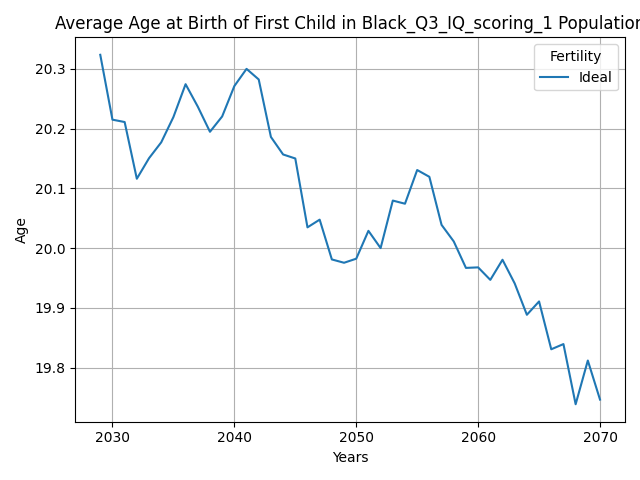 Average Age at Birth of First Child in Black_Q3_IQ_scoring_1 Population
Fertility
Ideal
20.3
20.2
20.1
20.0
19.9
19.8
Age
2030
2040
2050
2060
2070
Years